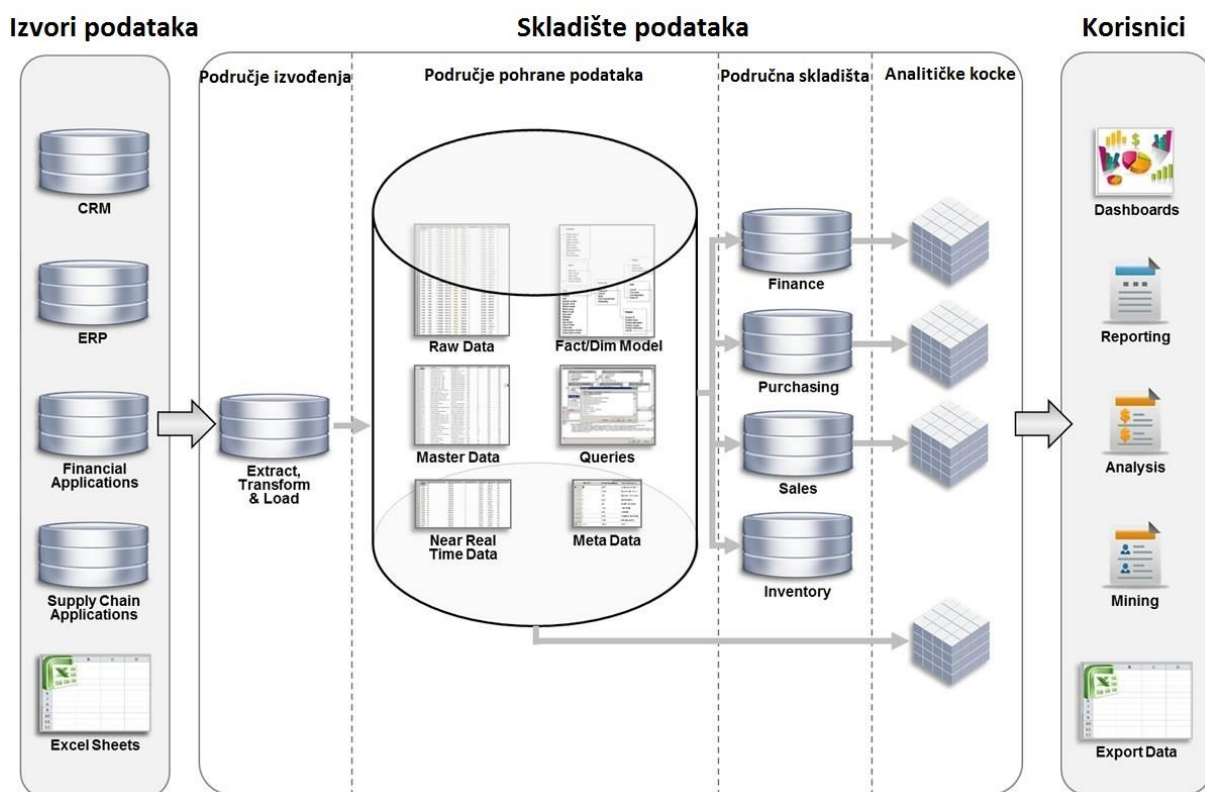 Izvori podataka
Skladište podataka
Korisnici
Područje izvođenja
Područje pohrane podataka
Područna skladišta
Analitičke kocke
CRM
ERP
Financial
Applications
Supply Chain
Applications
Excel Sheets
Extract,
Transform
& Load
Raw Data
Fact/Dim Model
Master Data
Queries
Near Real
Time Data
Meta Data
Finance
Purchasing
Sales
Inventory
Dashboards
Reporting
Analysis
Mining
Export Data